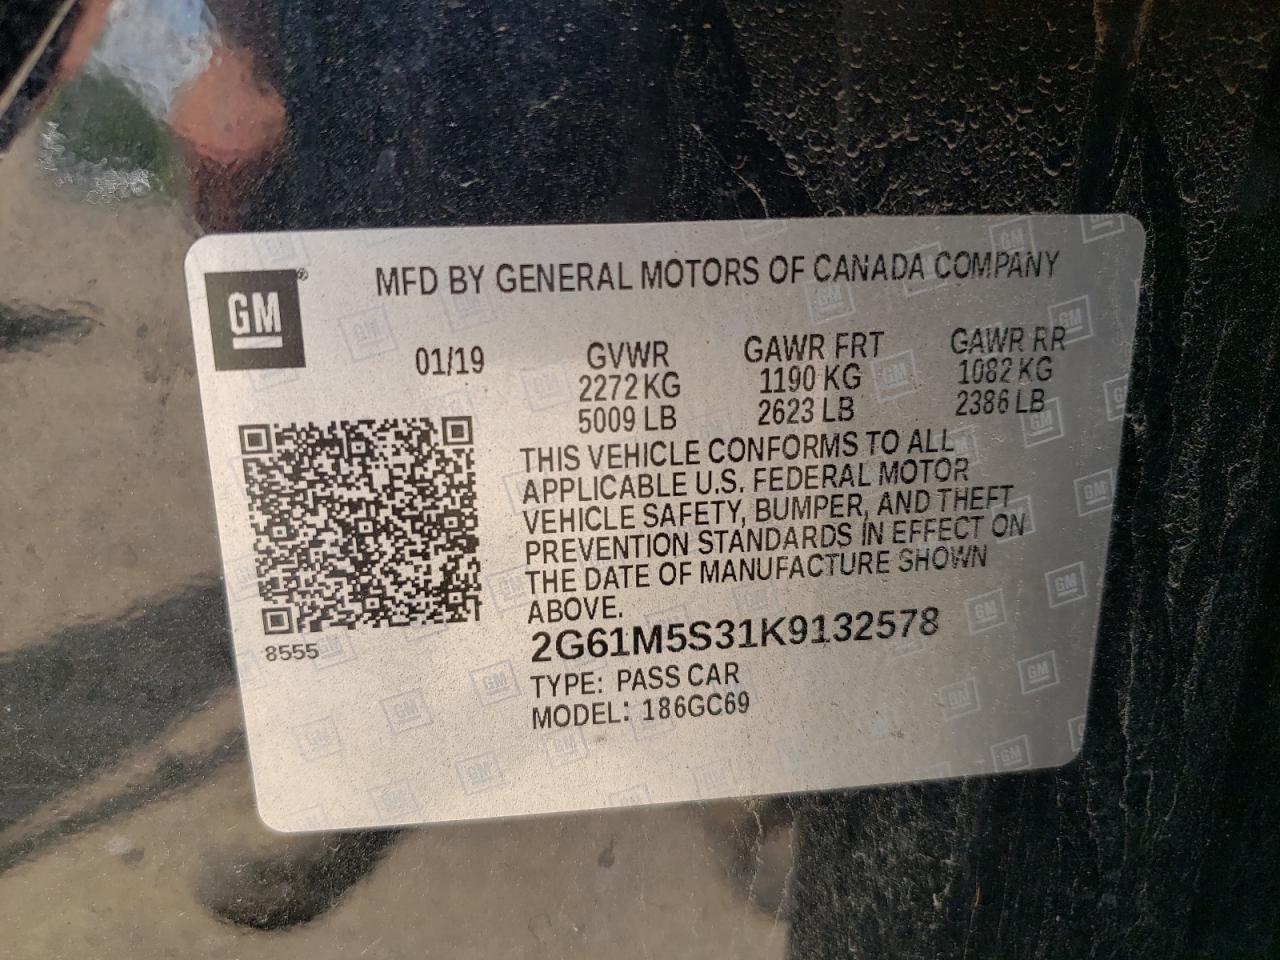 GM®
MFD BY GENERAL MOTORS OF CANADA COMPANY
01/19
GVWR GAWR FRT GAWR RR
2272 KG 1190 KG 1082 KG
5009 LB 2623 LB 2386 LB
THIS VEHICLE CONFORMS TO ALL
APPLICABLE U.S. FEDERAL MOTOR
VEHICLE SAFETY, BUMPER, AND THEFT
PREVENTION STANDARDS IN EFFECT ON
THE DATE OF MANUFACTURE SHOWN
ABOVE.
8555
2G61M5S31K9132578
TYPE: PASS CAR
MODEL: 186GC69